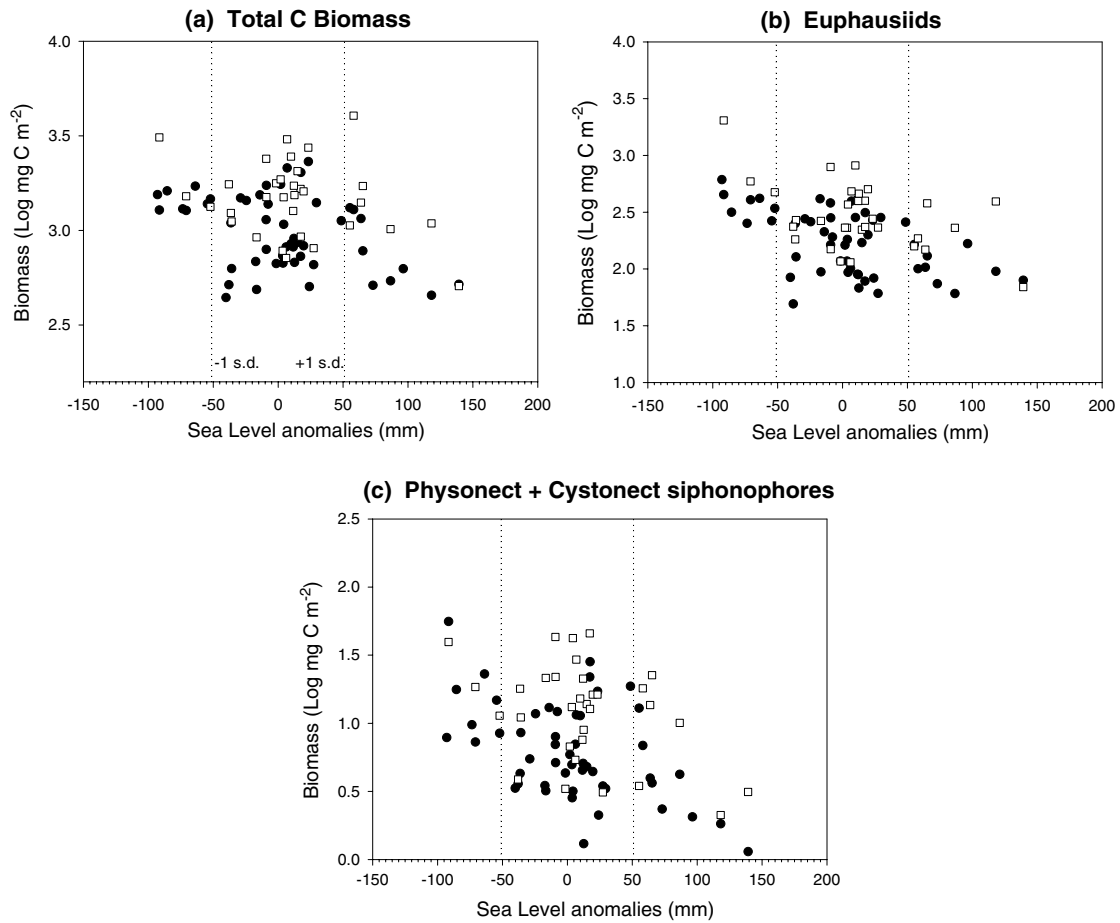 (a) Total C Biomass
4.0
3.5
3.0
2.5
Biomass (Log mg C m-2)
-1 s.d.
+1 s.d.
-150 -100 -50 0 50 100 150 200
Sea Level anomalies (mm)
(b) Euphausiids
4.0
3.5
3.0
2.5
2.0
1.5
1.0
Biomass (Log mg C m-2)
-150 -100 -50 0 50 100 150 200
Sea Level anomalies (mm)
(c) Physonect + Cystonect siphonophores
2.5
2.0
1.5
1.0
0.5
0.0
Biomass (Log mg C m-2)
-150 -100 -50 0 50 100 150 200
Sea Level anomalies (mm)